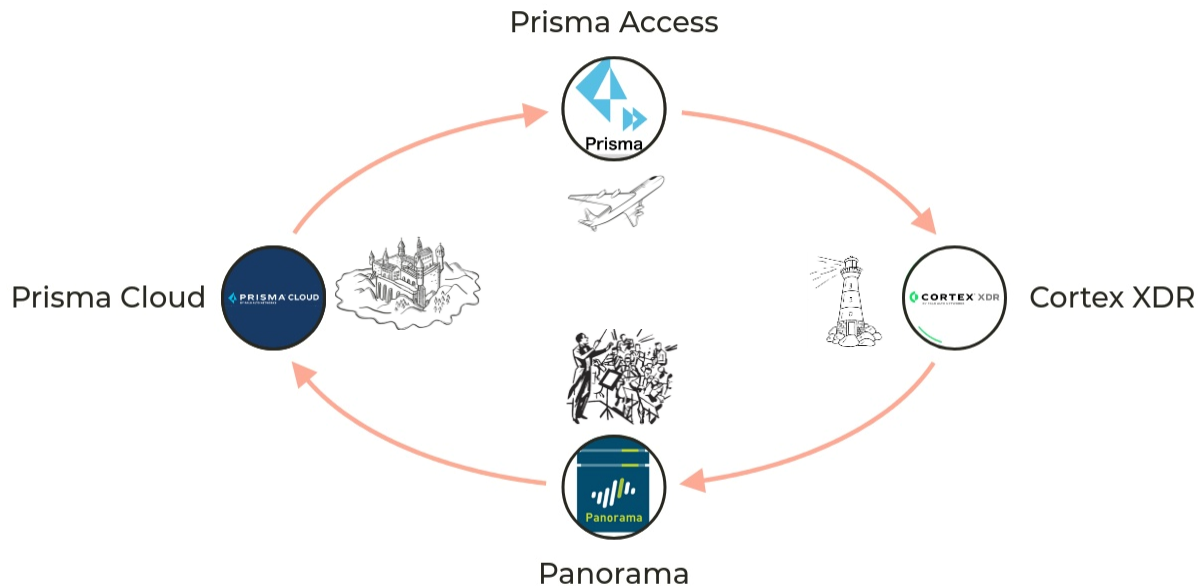 Prisma Access
Prisma
Prisma Cloud
PRISMA CLOUD
CORTEX XDR
Cortex XDR
Panorama
Panorama